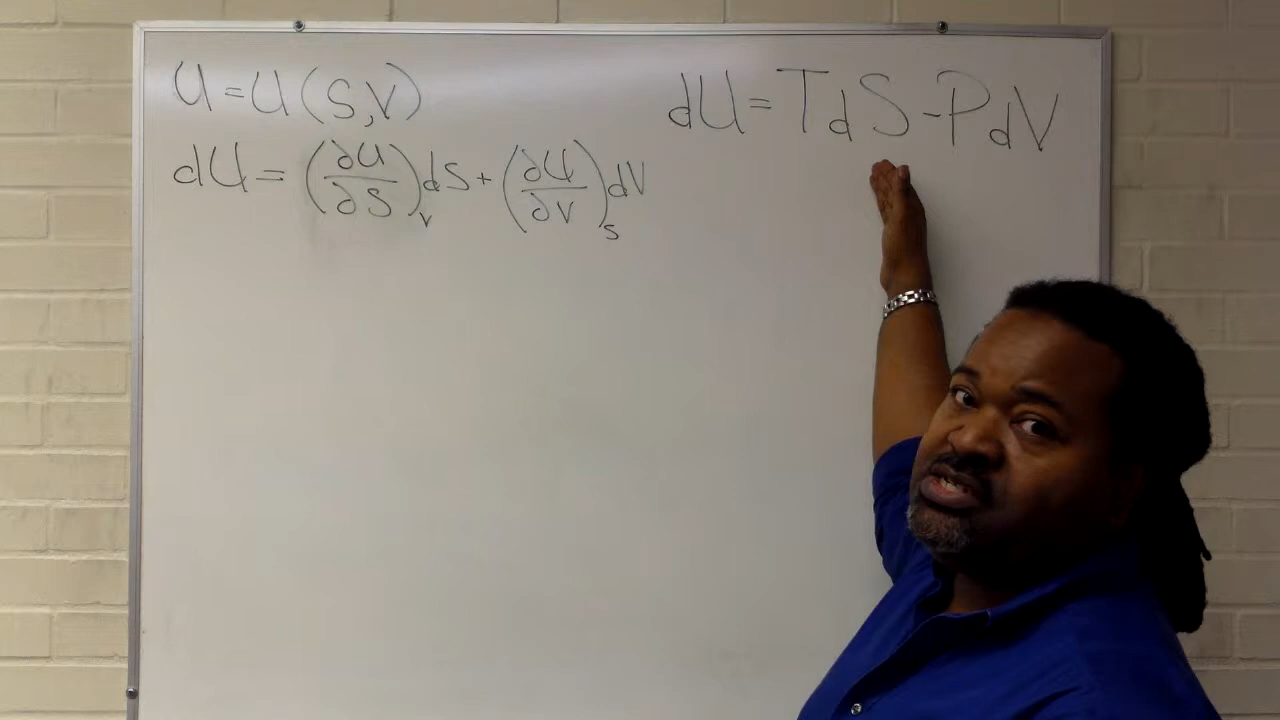 U=U(S,V)
dU= (∂U/∂S)_V dS + (∂U/∂V)_S dV
dU=TdS-PdV